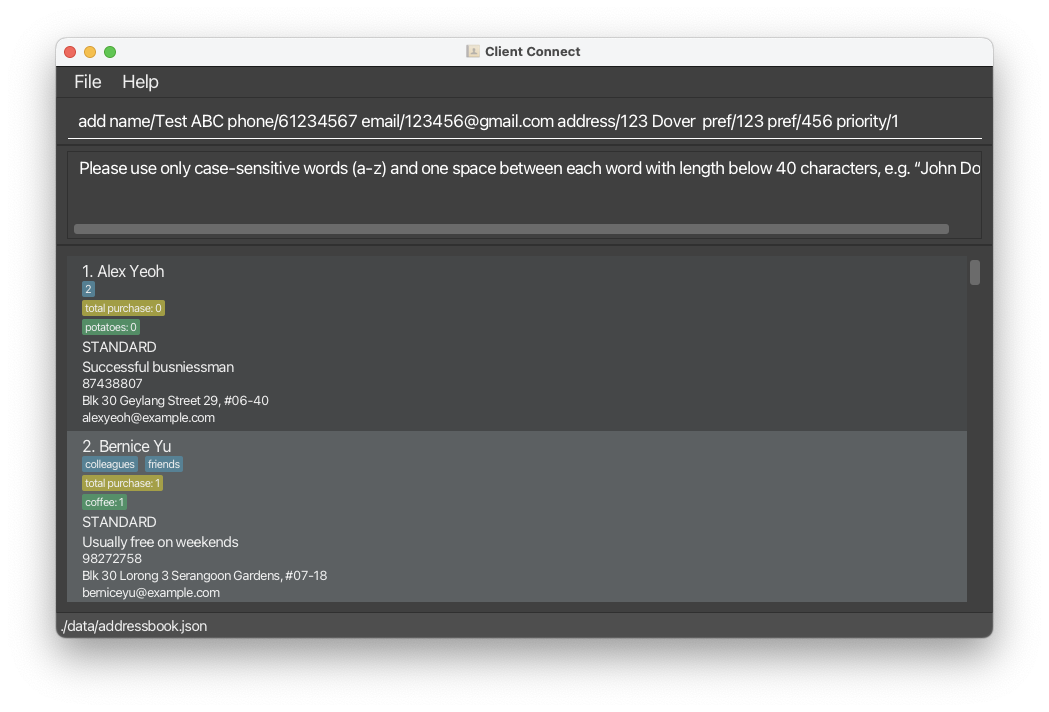 Client Connect
File Help
add name/Test ABC phone/61234567 email/123456@gmail.com address/123 Dover  pref/123 pref/456 priority/1
Please use only case-sensitive words (a-z) and one space between each word with length below 40 characters, e.g. “John Do
1. Alex Yeoh
2
total purchase: 0
potatoes: 0
STANDARD
Successful busniessman
87438807
Blk 30 Geylang Street 29, #06-40
alexyeoh@example.com
2. Bernice Yu
colleagues friends
total purchase: 1
coffee: 1
STANDARD
Usually free on weekends
98272758
Blk 30 Lorong 3 Serangoon Gardens, #07-18
berniceyu@example.com
./data/addressbook.json